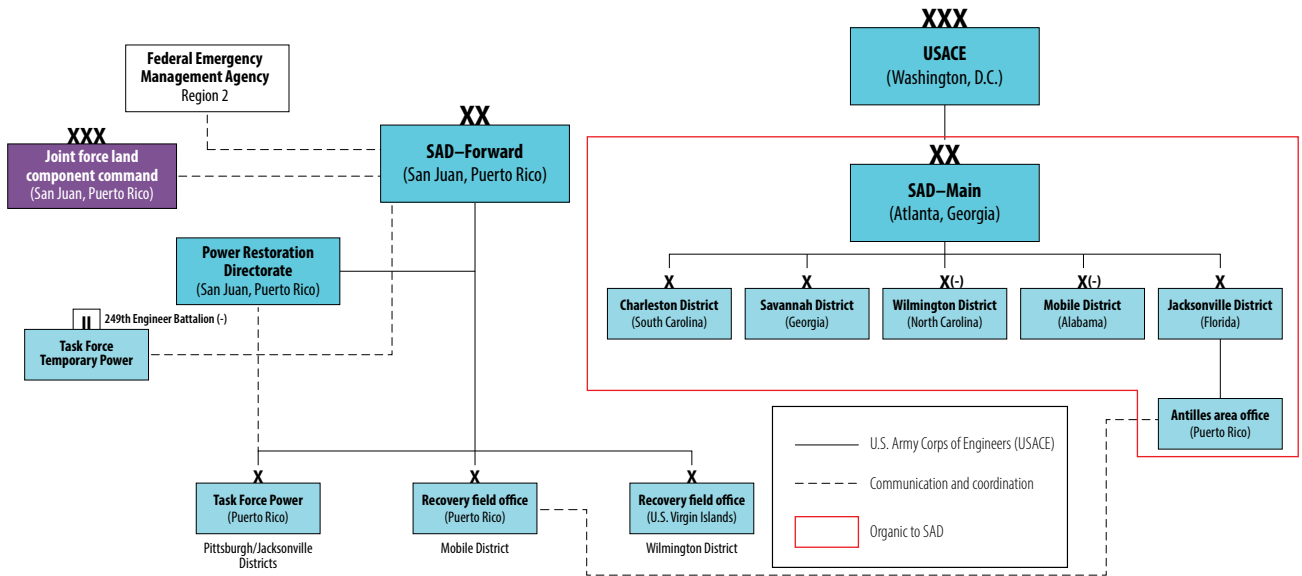 XXX
USACE
(Washington, D.C.)
Federal Emergency
Management Agency
Region 2
XXX
Joint force land
component command
(San Juan, Puerto Rico)
XX
SAD–Forward
(San Juan, Puerto Rico)
XX
SAD–Main
(Atlanta, Georgia)
Power Restoration
Directorate
(San Juan, Puerto Rico)
II
249th Engineer Battalion (-)
Task Force
Temporary Power
X
Charleston District
(South Carolina)
X
Savannah District
(Georgia)
X(-)
Wilmington District
(North Carolina)
X(-)
Mobile District
(Alabama)
X
Jacksonville District
(Florida)
Antilles area office
(Puerto Rico)
X
Task Force Power
(Puerto Rico)
Pittsburgh/Jacksonville
Districts
X
Recovery field office
(Puerto Rico)
Mobile District
X
Recovery field office
(U.S. Virgin Islands)
Wilmington District
U.S. Army Corps of Engineers (USACE)
Communication and coordination
Organic to SAD